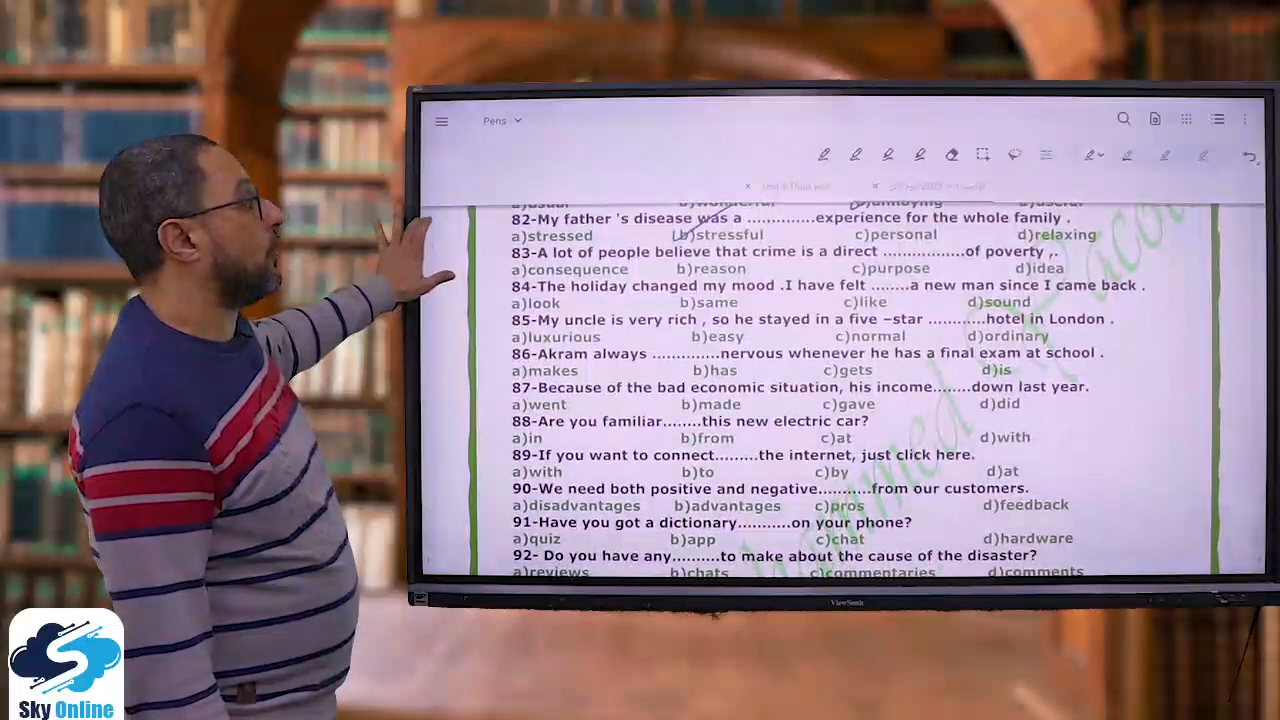 Pens
a)usual b)wonderful c)annoying d)useful
82-My father 's disease was a ..............experience for the whole family .
a)stressed b)stressful c)personal d)relaxing
83-A lot of people believe that crime is a direct .................of poverty ,.
a)consequence b)reason c)purpose d)idea
84-The holiday changed my mood .I have felt ........a new man since I came back .
a)look b)same c)like d)sound
85-My uncle is very rich , so he stayed in a five –star ............hotel in London .
a)luxurious b)easy c)normal d)ordinary
86-Akram always ..............nervous whenever he has a final exam at school .
a)makes b)has c)gets d)is
87-Because of the bad economic situation, his income........down last year.
a)went b)made c)gave d)did
88-Are you familiar........this new electric car?
a)in b)from c)at d)with
89-If you want to connect.........the internet, just click here.
a)with b)to c)by d)at
90-We need both positive and negative...........from our customers.
a)disadvantages b)advantages c)pros d)feedback
91-Have you got a dictionary...........on your phone?
a)quiz b)app c)chat d)hardware
92- Do you have any..........to make about the cause of the disaster?
a)reviews b)chats c)commentaries d)comments
ViewSonic
S
Sky Online